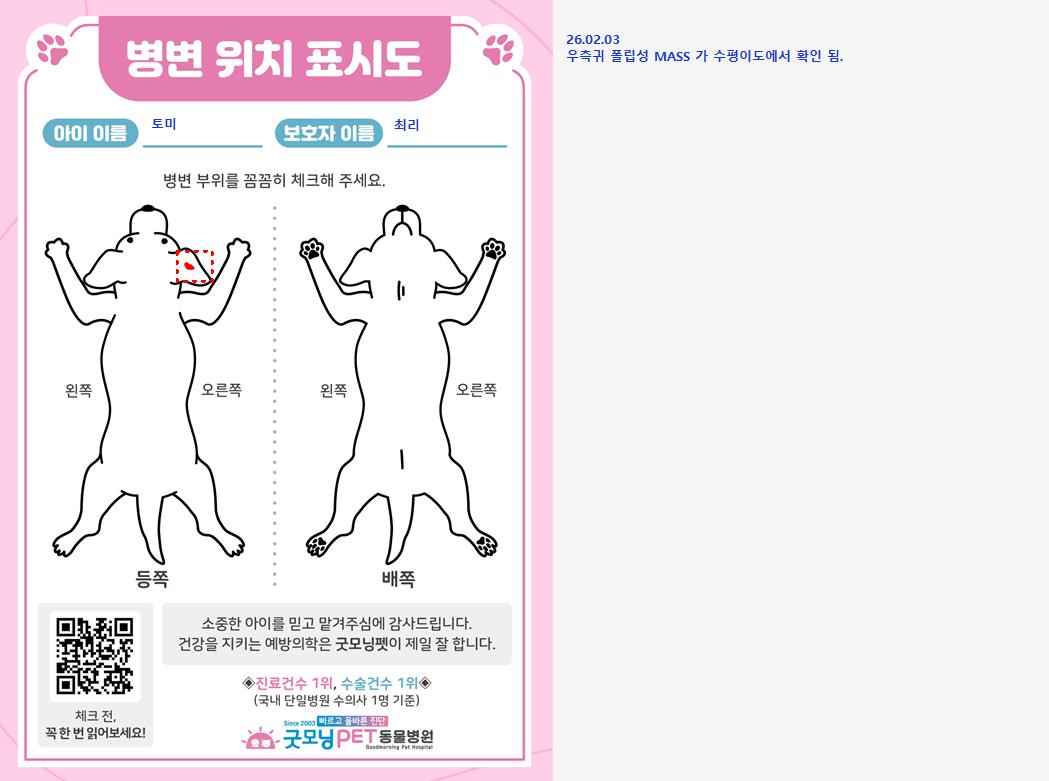 병변 위치 표시도
26.02.03
우측귀 폴립성 MASS 가 수평이도에서 확인 됨.
아이 이름 토미 보호자 이름 최리
병변 부위를 꼼꼼히 체크해 주세요.
왼쪽 오른쪽 왼쪽 오른쪽
등쪽 배쪽
소중한 아이를 믿고 맡겨주심에 감사드립니다.
건강을 지키는 예방의학은 굿모닝펫이 제일 잘 합니다.
◈진료건수 1위, 수술건수 1위◈
(국내 단일병원 수의사 1명 기준)
체크 전,
꼭 한 번 읽어보세요!
Since 2003 빠르고 올바른 진단
굿모닝PET동물병원
Goodmorning Pet Hospital